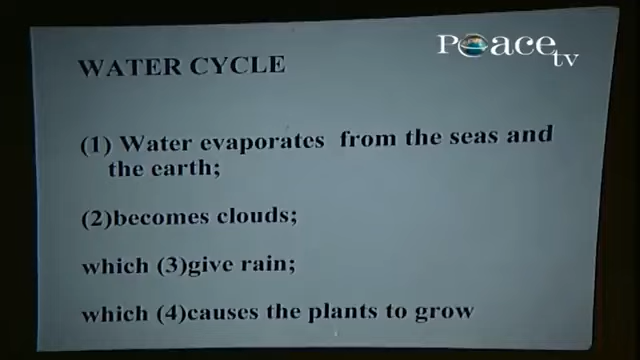 Peace tv
WATER CYCLE
(1) Water evaporates from the seas and
the earth;
(2)becomes clouds;
which (3)give rain;
which (4)causes the plants to grow